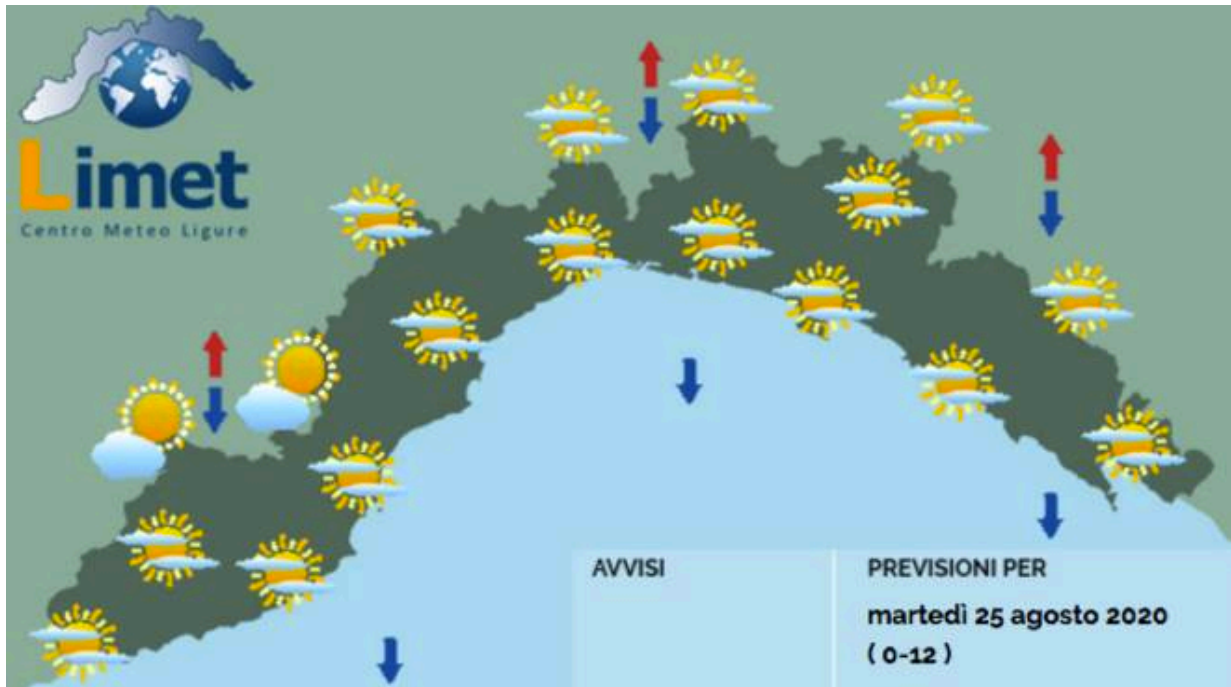 Limet
Centro Meteo Ligure
AVVISI
PREVISIONI PER
martedì 25 agosto 2020
( 0-12 )